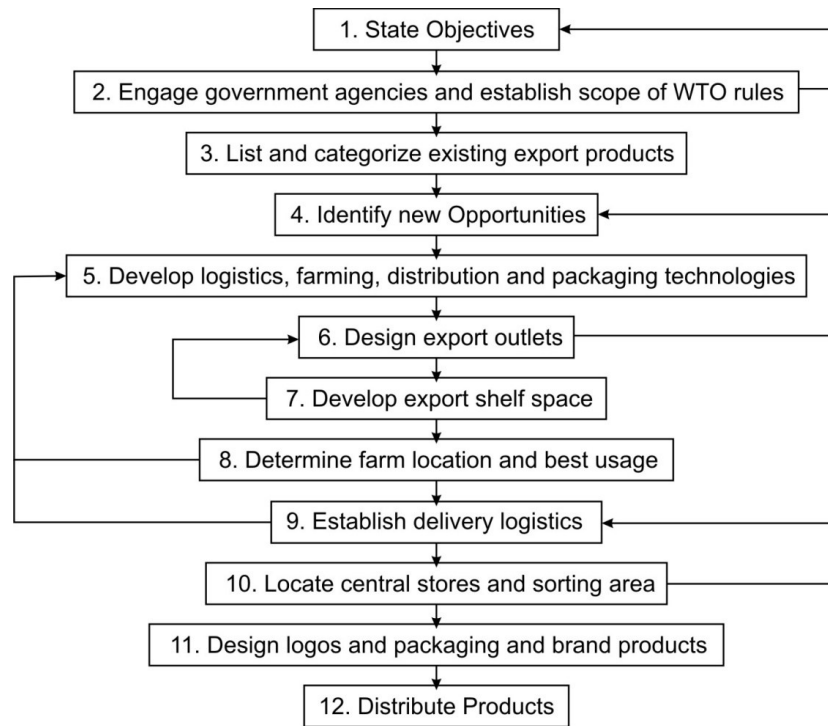 1. State Objectives
2. Engage government agencies and establish scope of WTO rules
3. List and categorize existing export products
4. Identify new Opportunities
5. Develop logistics, farming, distribution and packaging technologies
6. Design export outlets
7. Develop export shelf space
8. Determine farm location and best usage
9. Establish delivery logistics
10. Locate central stores and sorting area
11. Design logos and packaging and brand products
12. Distribute Products